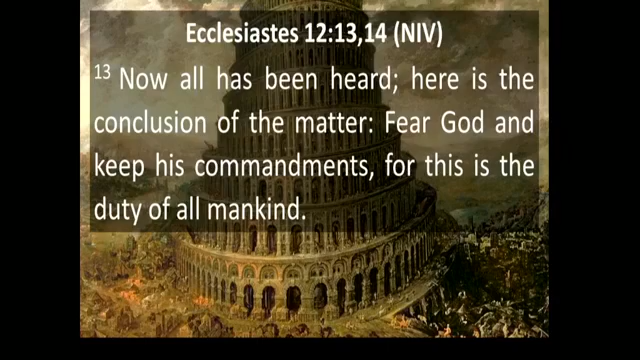 Ecclesiastes 12:13,14 (NIV)
13 Now all has been heard; here is the
conclusion of the matter: Fear God and
keep his commandments, for this is the
duty of all mankind.